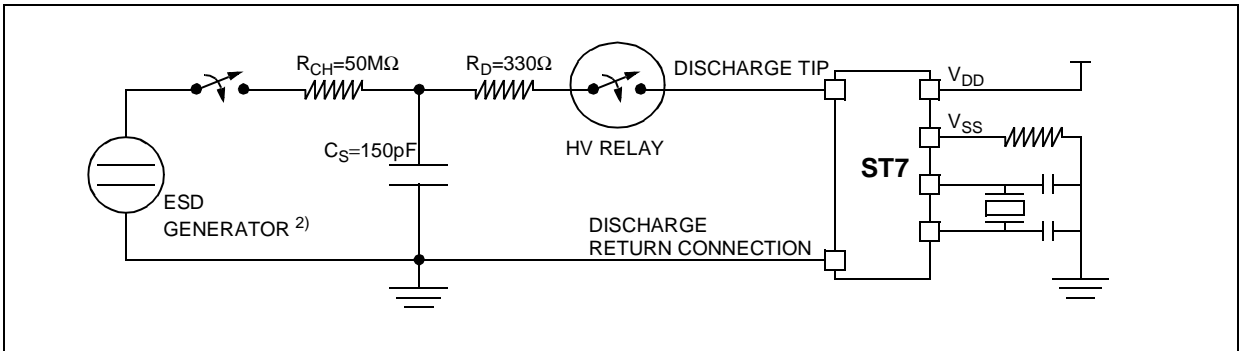 R_CH=50MΩ
R_D=330Ω
DISCHARGE TIP
V_DD
V_SS
C_S=150pF
HV RELAY
ST7
ESD
GENERATOR 2)
DISCHARGE
RETURN CONNECTION